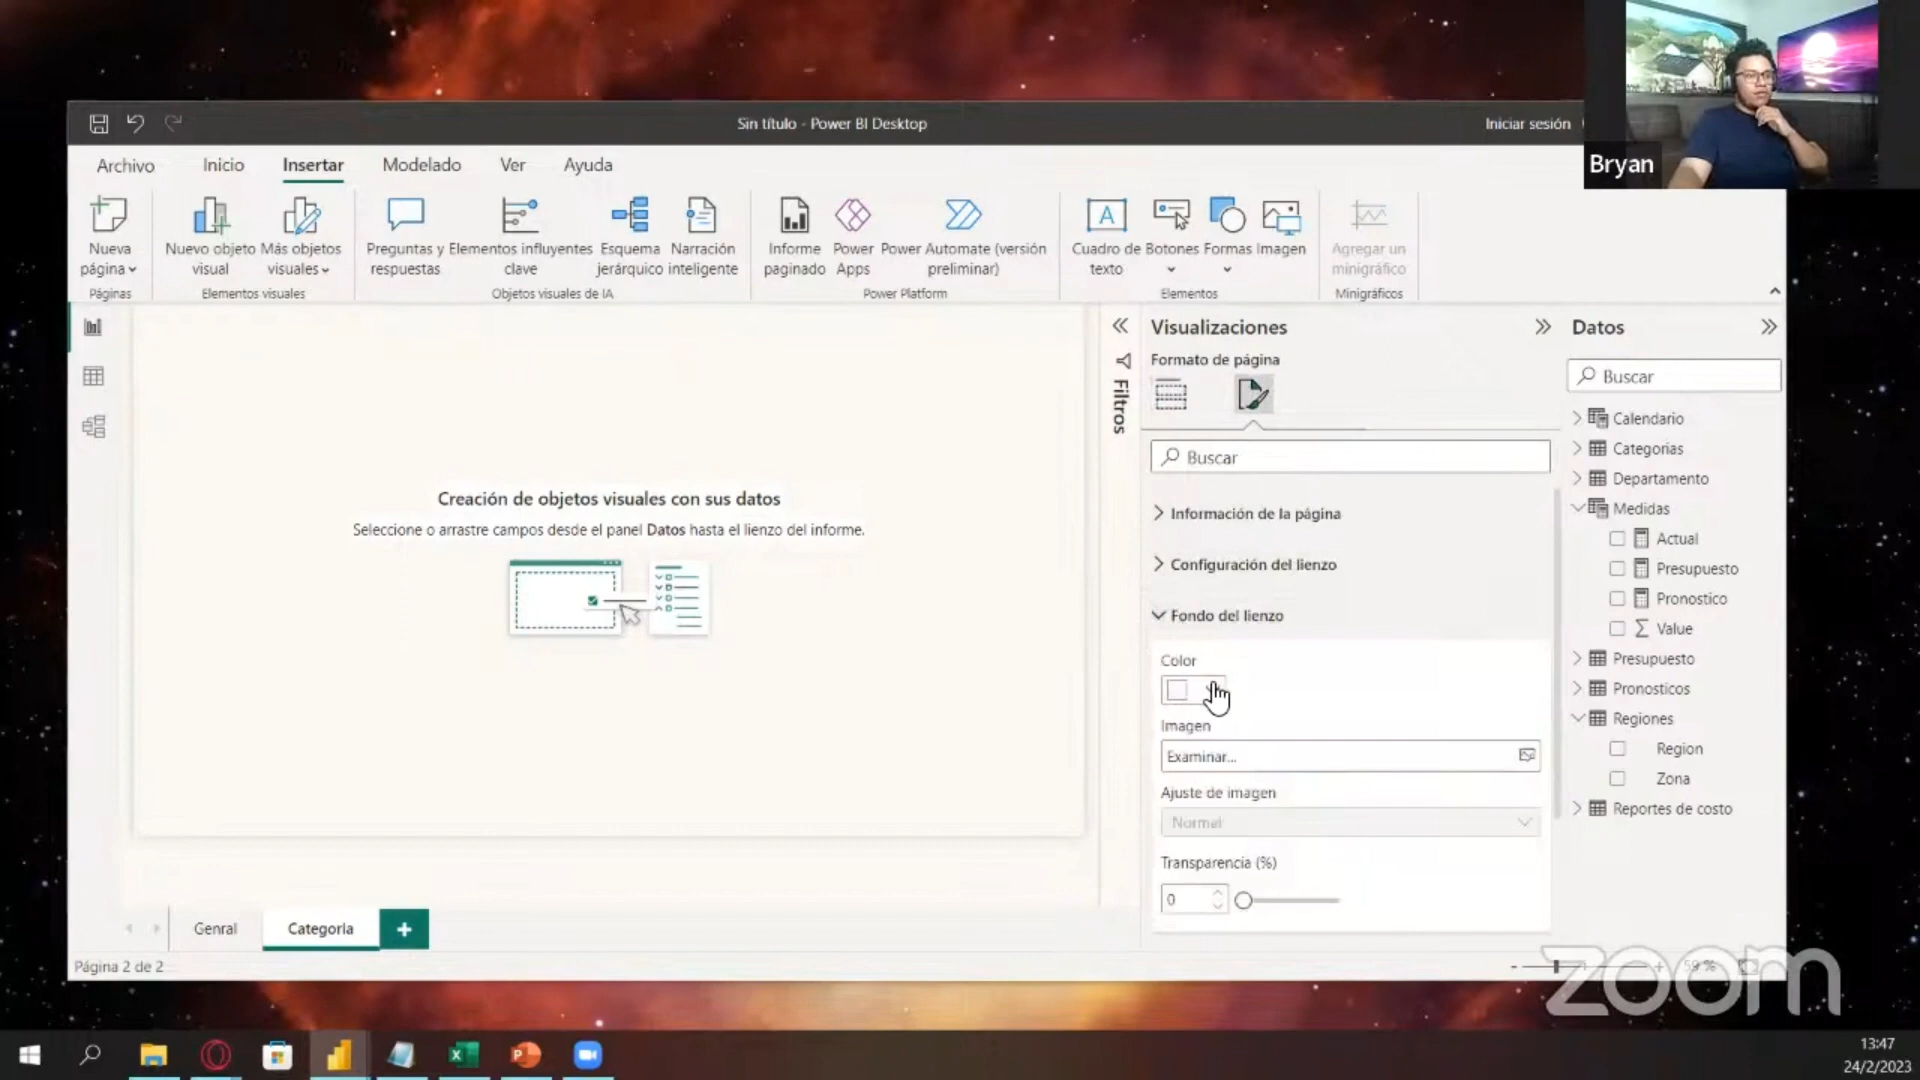 Bryan
Sin título - Power BI Desktop
Iniciar sesión
Archivo Inicio Insertar Modelado Ver Ayuda
Nueva página
Nuevo objeto visual
Más objetos visuales
Preguntas y respuestas
Elementos influyentes clave
Esquema jerárquico
Narración inteligente
Informe paginado
Power Apps
Power Automate (versión preliminar)
Cuadro de texto
Botones
Formas
Imagen
Agregar un minigráfico
Páginas
Elementos visuales
Objetos visuales de IA
Power Platform
Elementos
Minigráficos
Creación de objetos visuales con sus datos
Seleccione o arrastre campos desde el panel Datos hasta el lienzo del informe.
Filtros
Visualizaciones
Formato de página
Buscar
Información de la página
Configuración del lienzo
Fondo del lienzo
Color
Imagen
Examinar...
Ajuste de imagen
Normal
Transparencia (%)
0
Datos
Buscar
Calendario
Categorias
Departamento
Medidas
Actual
Presupuesto
Pronostico
Value
Presupuesto
Pronosticos
Regiones
Region
Zona
Reportes de costo
Genral
Categoria
Página 2 de 2
59 %
zoom
13:47
24/2/2023